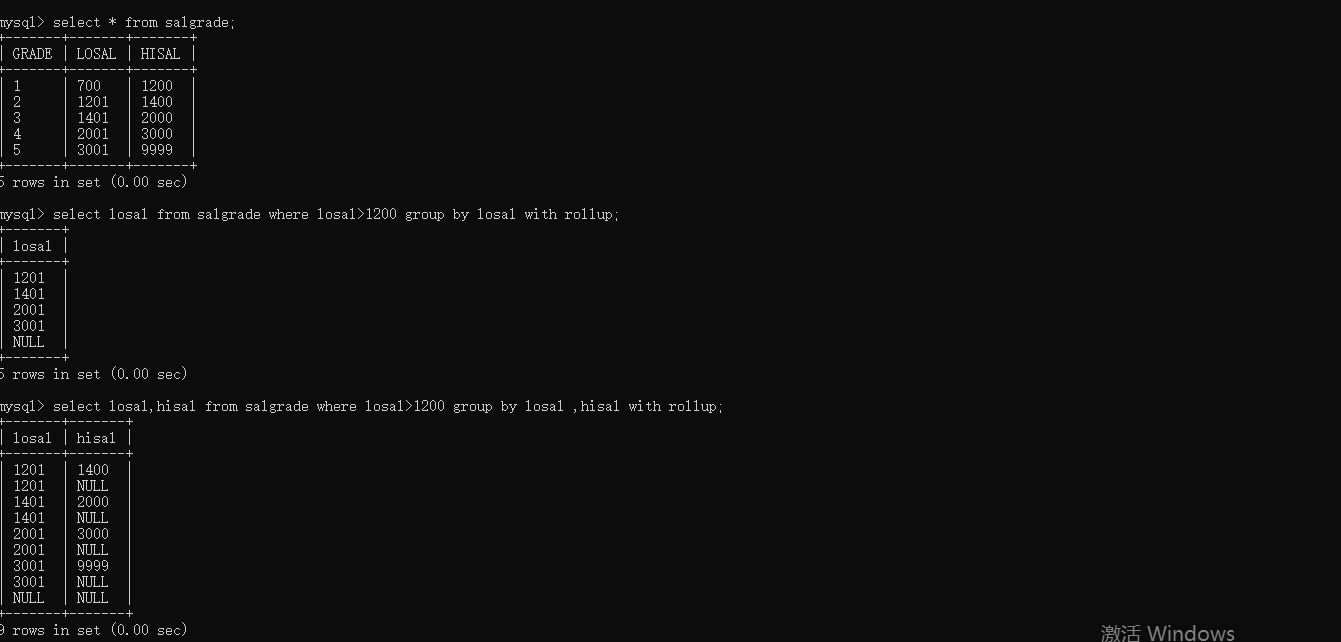 mysql> select * from salgrade;
+-------+-------+-------+
| GRADE | LOSAL | HISAL |
+-------+-------+-------+
| 1     | 700   | 1200  |
| 2     | 1201  | 1400  |
| 3     | 1401  | 2000  |
| 4     | 2001  | 3000  |
| 5     | 3001  | 9999  |
+-------+-------+-------+
5 rows in set (0.00 sec)
mysql> select losal from salgrade where losal>1200 group by losal with rollup;
+-------+
| losal |
+-------+
| 1201  |
| 1401  |
| 2001  |
| 3001  |
| NULL  |
+-------+
5 rows in set (0.00 sec)
mysql> select losal,hisal from salgrade where losal>1200 group by losal ,hisal with rollup;
+-------+-------+
| losal | hisal |
+-------+-------+
| 1201  | 1400  |
| 1201  | NULL  |
| 1401  | 2000  |
| 1401  | NULL  |
| 2001  | 3000  |
| 2001  | NULL  |
| 3001  | 9999  |
| 3001  | NULL  |
| NULL  | NULL  |
+-------+-------+
9 rows in set (0.00 sec)
激活 Windows